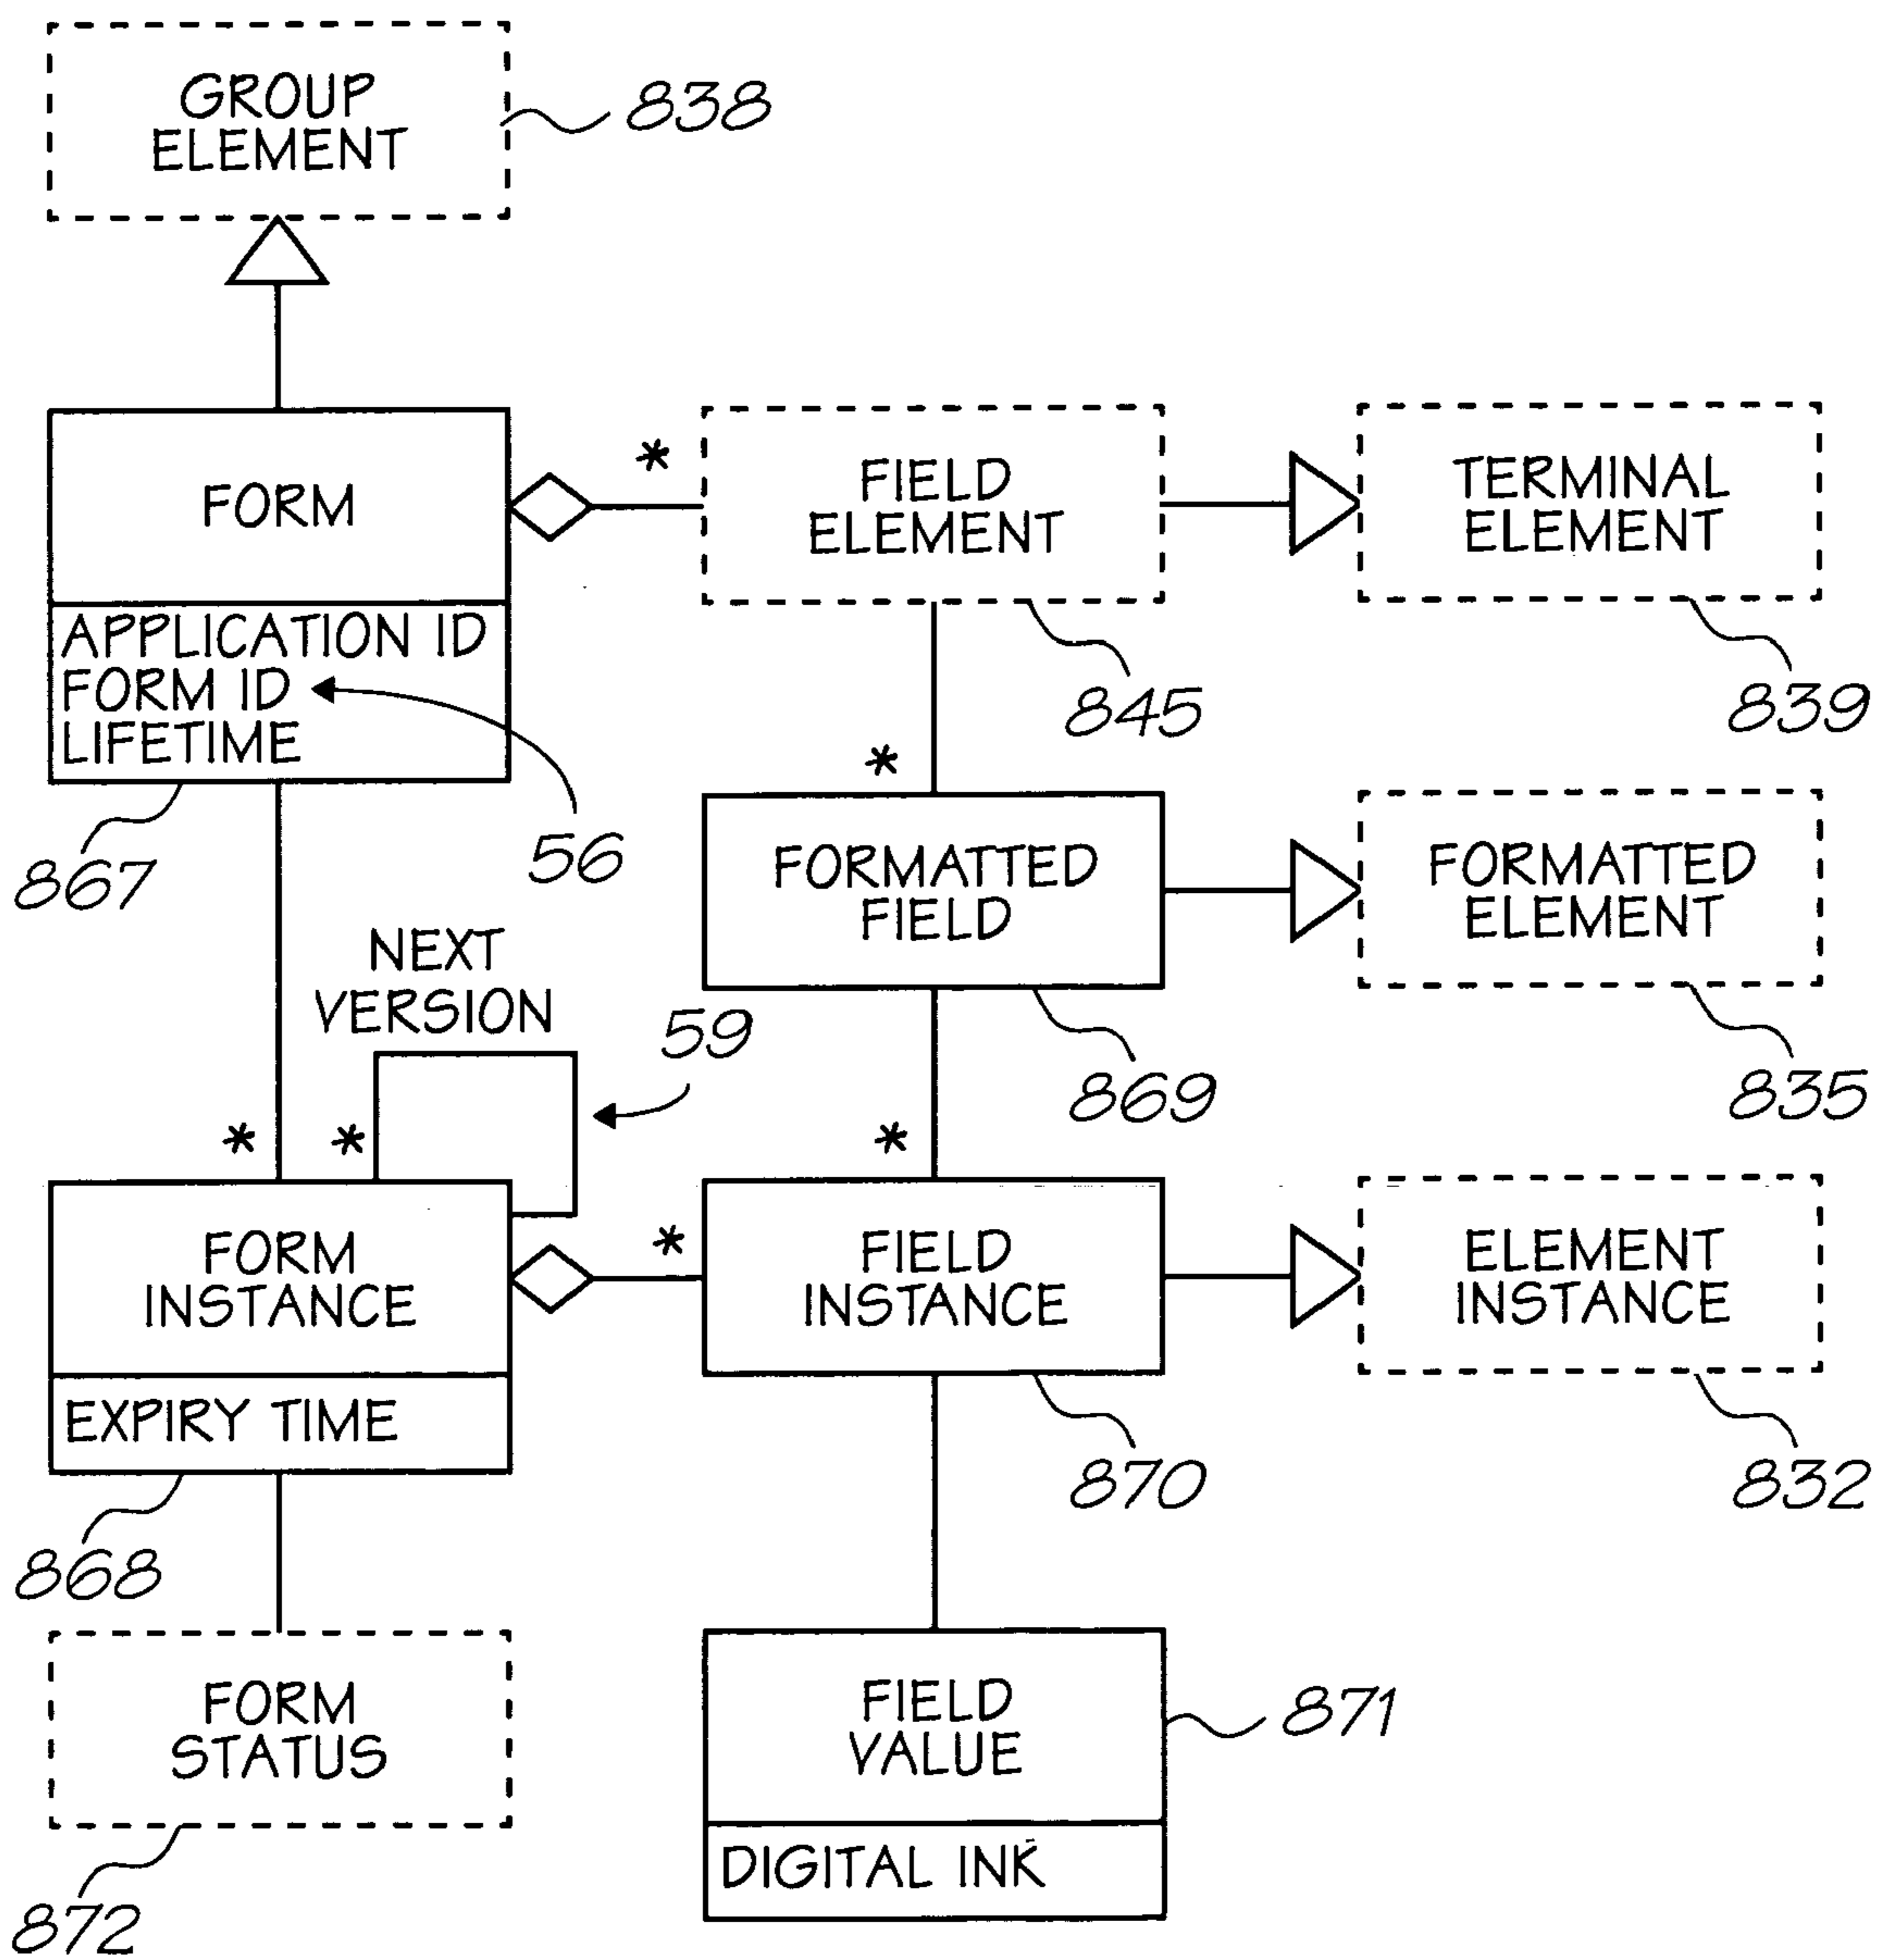 GROUP
ELEMENT
838
FORM
*
FIELD
ELEMENT
TERMINAL
ELEMENT
APPLICATION ID
FORM ID
LIFETIME
845
839
867
56
*
FORMATTED
FIELD
FORMATTED
ELEMENT
NEXT
VERSION
59
869
835
*
*
*
FORM
INSTANCE
*
FIELD
INSTANCE
ELEMENT
INSTANCE
EXPIRY TIME
870
832
868
FORM
STATUS
FIELD
VALUE
871
DIGITAL INK
872